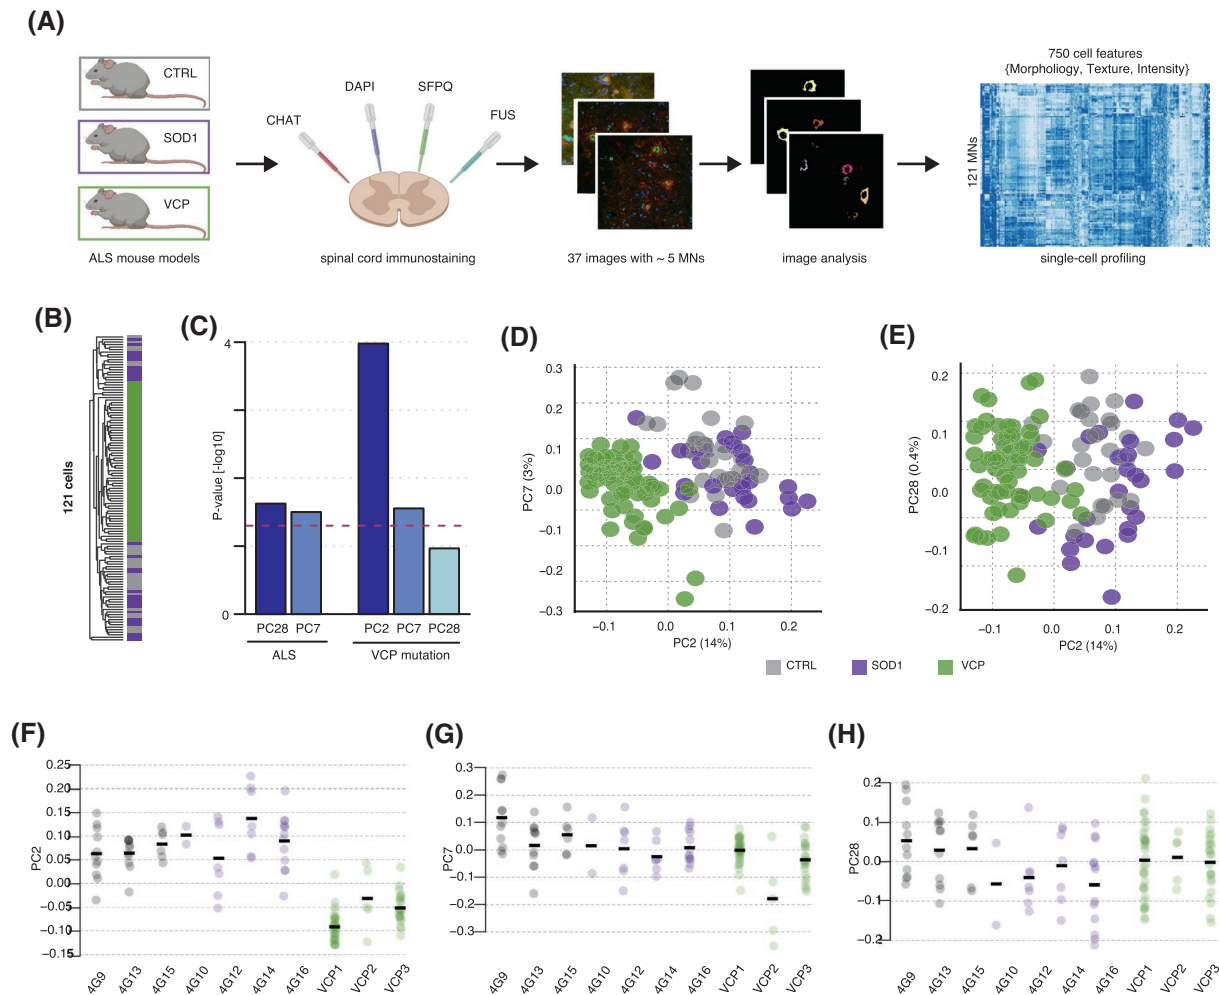 (A)
CTRL
SOD1
VCP
ALS mouse models
CHAT
DAPI
SFPQ
FUS
spinal cord immunostaining
37 images with ~ 5 MNs
image analysis
750 cell features
{Morpholiogy, Texture, Intensity}
121 MNs
single-cell profiling
(B)
121 cells
(C)
P-value [-log10]
4
0
PC28 PC7
ALS
PC2 PC7 PC28
VCP mutation
(D)
PC7 (3%)
0.3
0.2
0.1
0.0
−0.1
−0.2
−0.3
−0.1 0.0 0.1 0.2
PC2 (14%)
(E)
PC28 (0.4%)
0.2
0.1
0.0
−0.1
−0.2
−0.1 0.0 0.1 0.2
PC2 (14%)
CTRL SOD1 VCP
(F)
PC2
0.25
0.20
0.15
0.10
0.05
0.00
−0.05
−0.10
−0.15
4G9 4G13 4G15 4G10 4G12 4G14 4G16 VCP1 VCP2 VCP3
(G)
PC7
0.3
0.2
0.1
0.0
−0.1
−0.2
−0.3
4G9 4G13 4G15 4G10 4G12 4G14 4G16 VCP1 VCP2 VCP3
(H)
PC28
0.2
0.1
0.0
−0.1
−0.2
4G9 4G13 4G15 4G10 4G12 4G14 4G16 VCP1 VCP2 VCP3